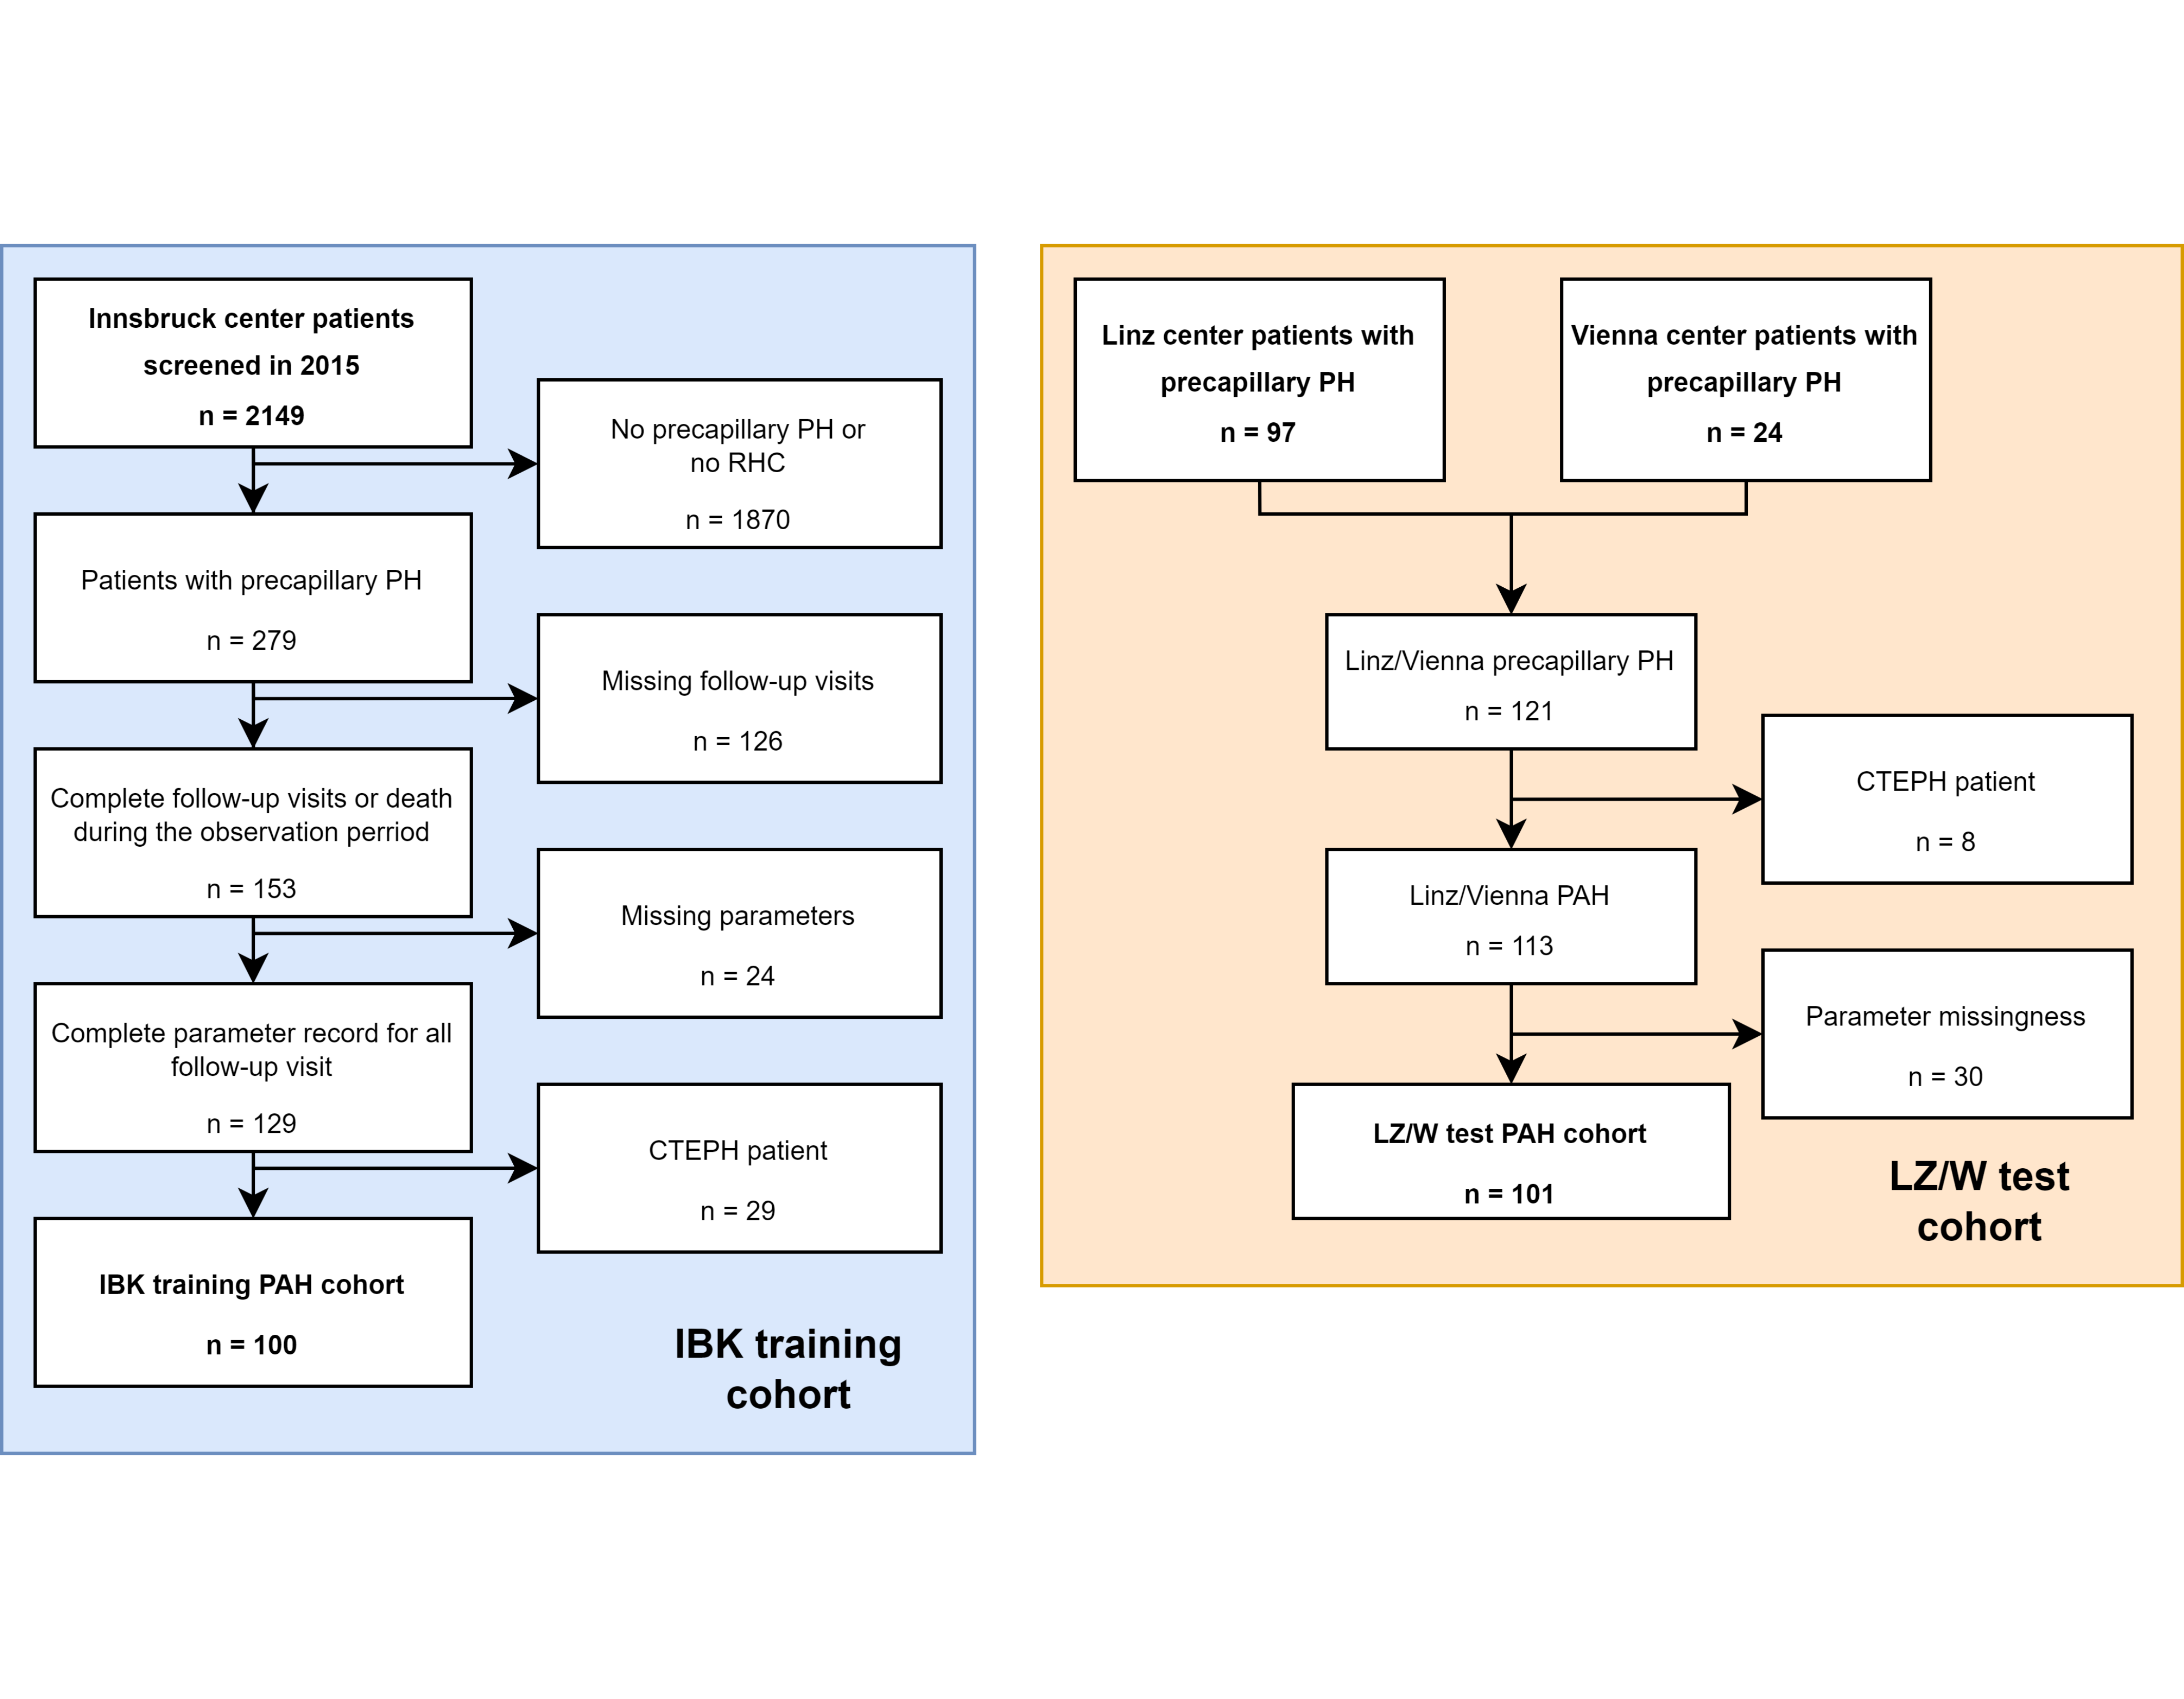 Innsbruck center patients
screened in 2015
n = 2149
No precapillary PH or
no RHC
n = 1870
Patients with precapillary PH
n = 279
Missing follow-up visits
n = 126
Complete follow-up visits or death
during the observation perriod
n = 153
Missing parameters
n = 24
Complete parameter record for all
follow-up visit
n = 129
CTEPH patient
n = 29
IBK training PAH cohort
n = 100
IBK training
cohort
Linz center patients with
precapillary PH
n = 97
Vienna center patients with
precapillary PH
n = 24
Linz/Vienna precapillary PH
n = 121
CTEPH patient
n = 8
Linz/Vienna PAH
n = 113
Parameter missingness
n = 30
LZ/W test PAH cohort
n = 101
LZ/W test
cohort